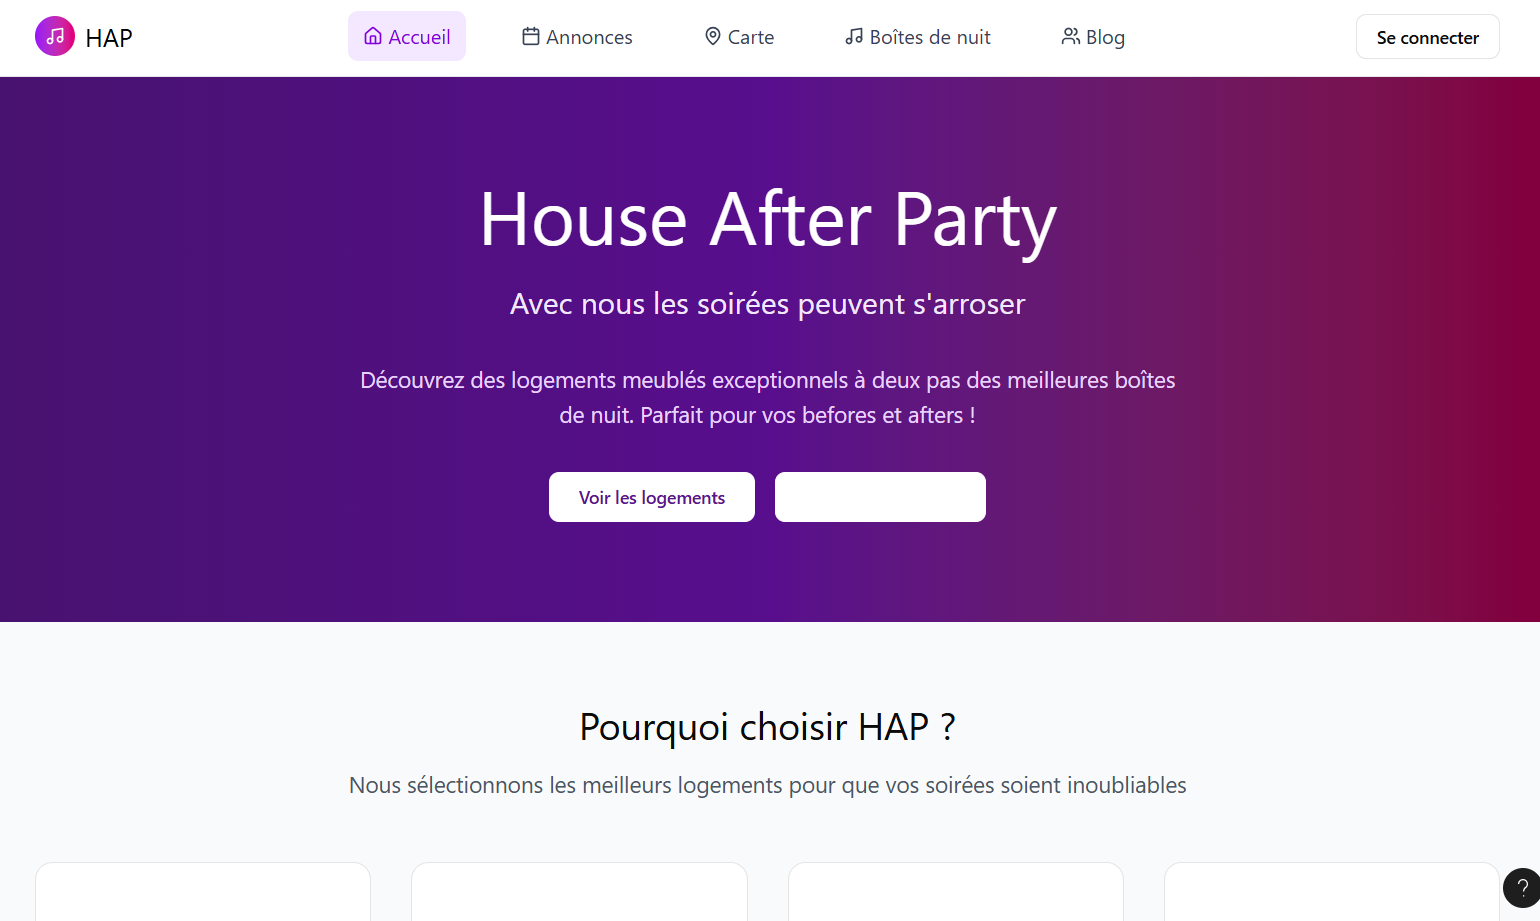 HAP
Accueil
Annonces
Carte
Boîtes de nuit
Blog
Se connecter
House After Party
Avec nous les soirées peuvent s'arroser
Découvrez des logements meublés exceptionnels à deux pas des meilleures boîtes
de nuit. Parfait pour vos befores et afters !
Voir les logements
Pourquoi choisir HAP ?
Nous sélectionnons les meilleurs logements pour que vos soirées soient inoubliables
?